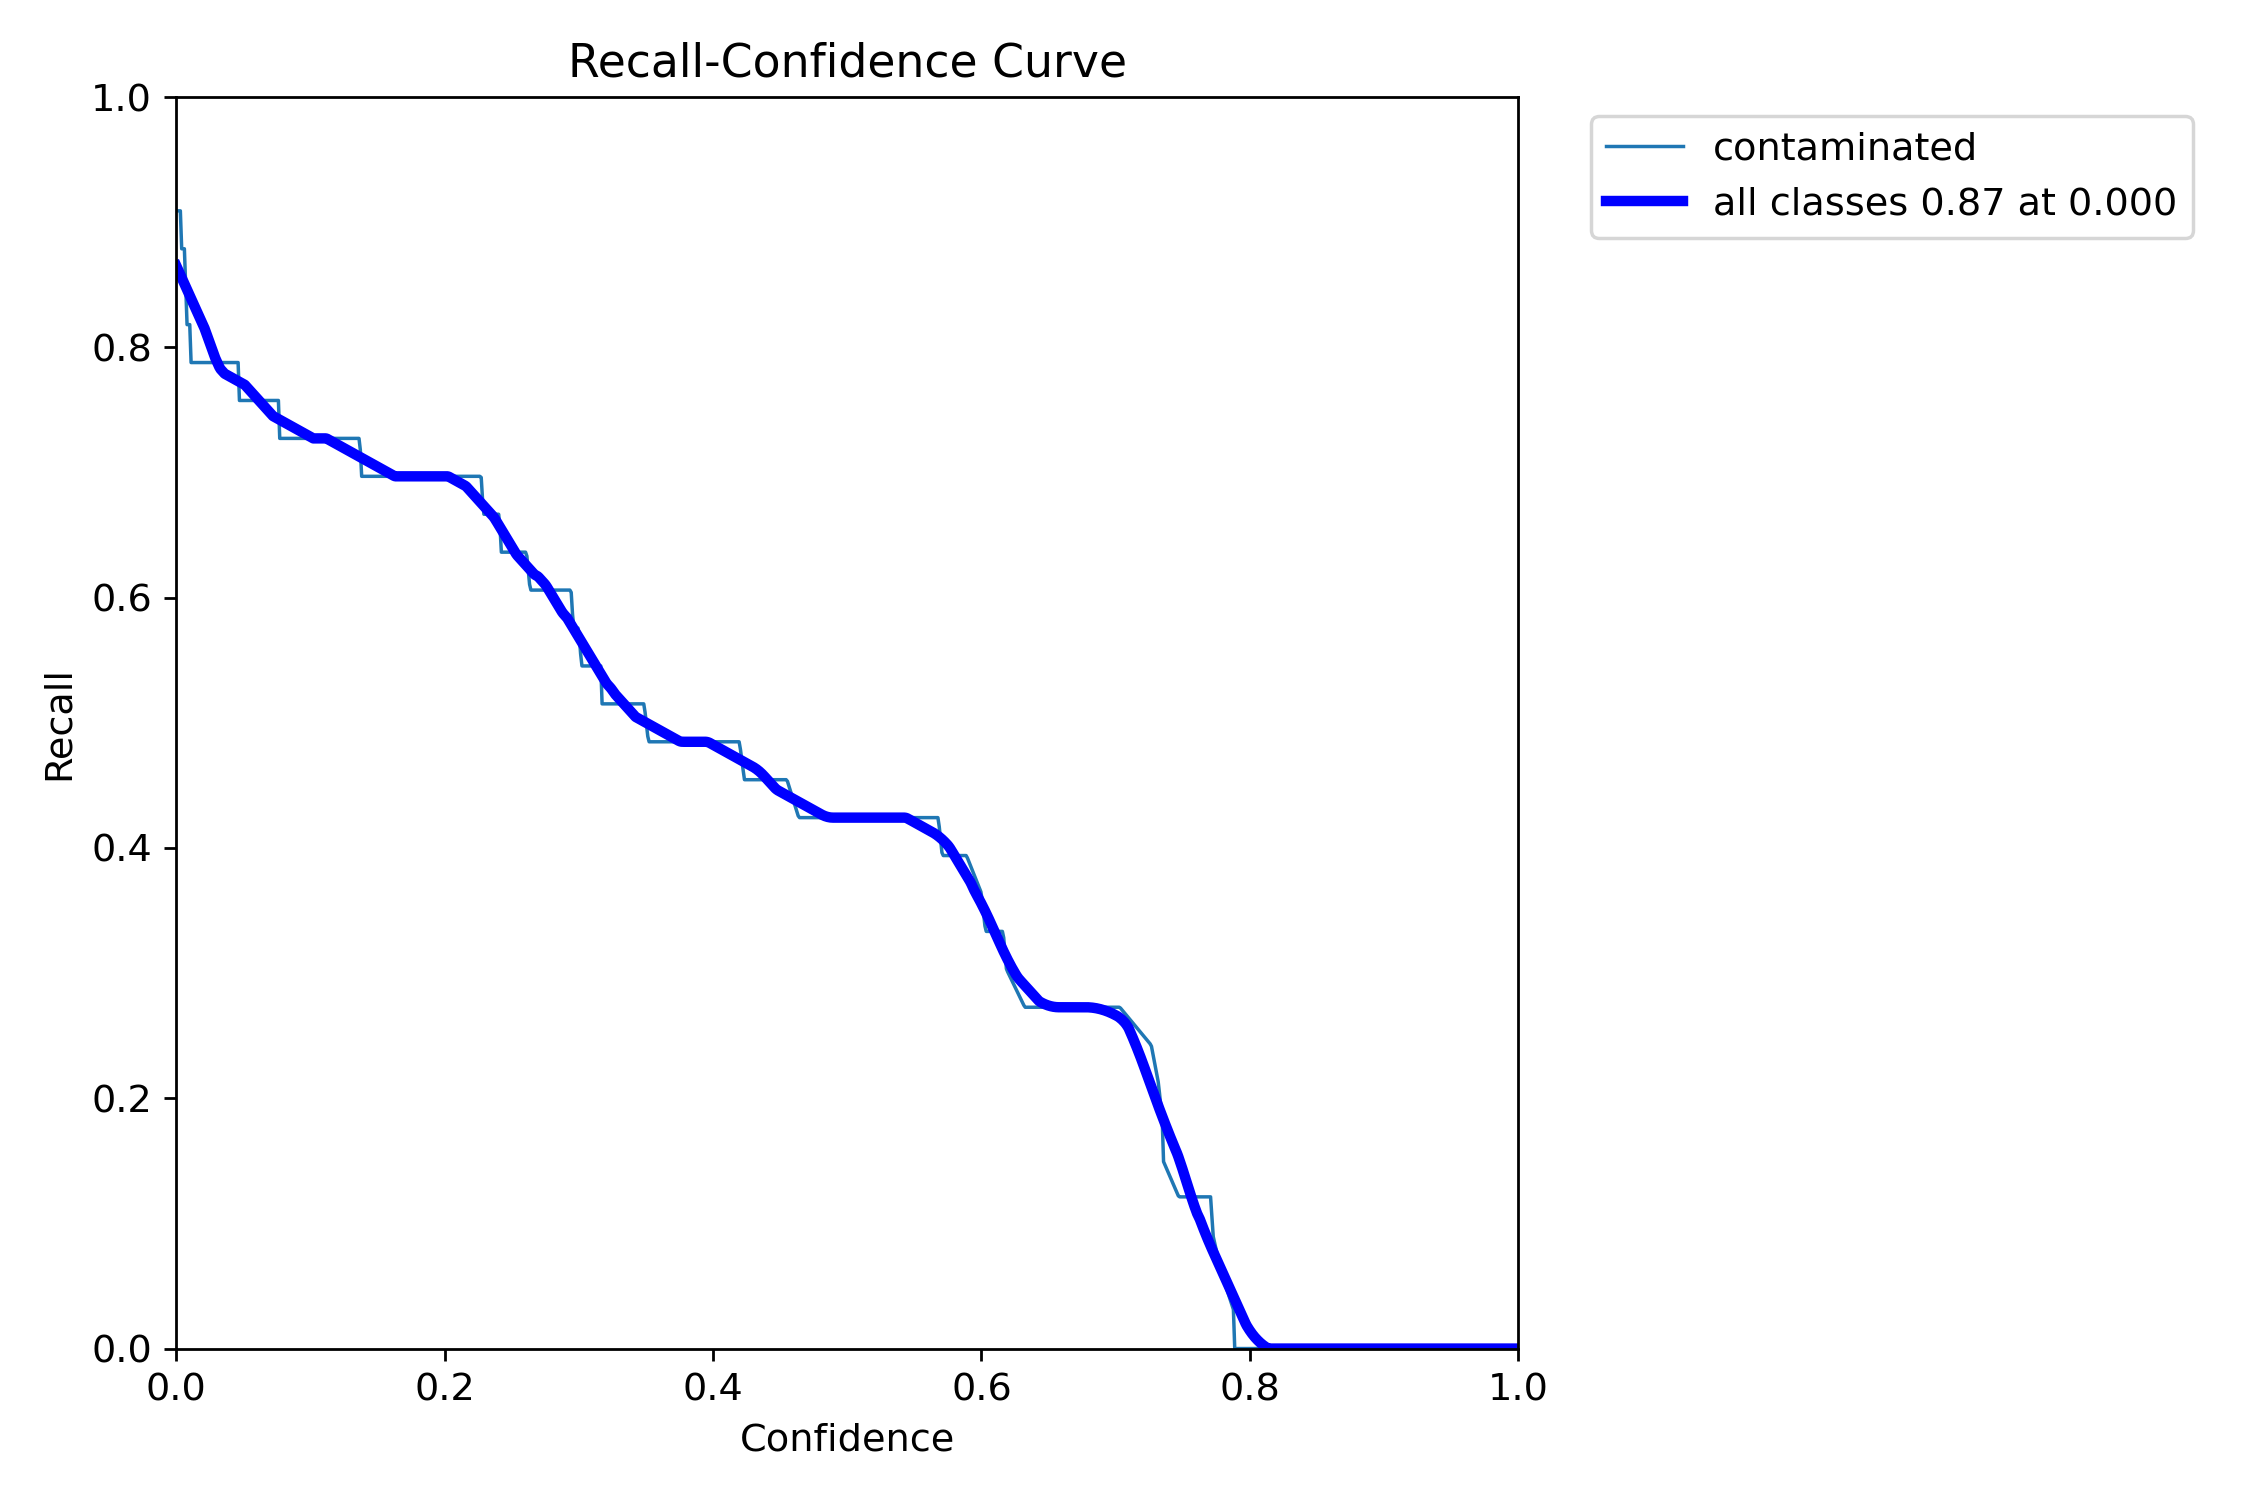 Recall-Confidence Curve
contaminated
all classes 0.87 at 0.000
1.0
0.8
0.6
0.4
0.2
0.0
Recall
0.0 0.2 0.4 0.6 0.8 1.0
Confidence